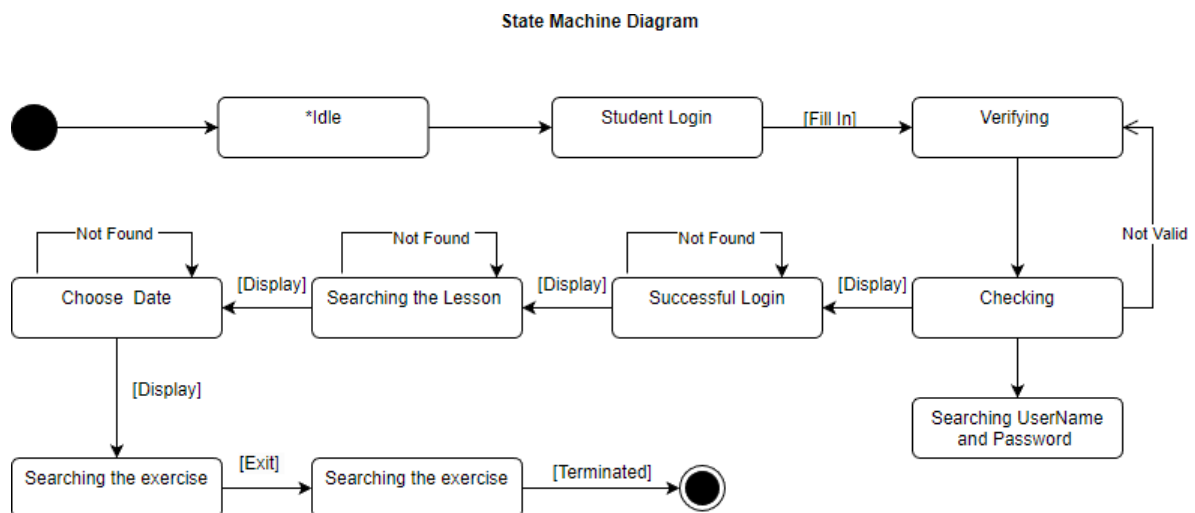 State Machine Diagram
*Idle
Student Login
[Fill In]
Verifying
Not Found
Not Found
Not Found
Not Valid
Choose Date
[Display]
Searching the Lesson
[Display]
Successful Login
[Display]
Checking
[Display]
Searching UserName
and Password
Searching the exercise
[Exit]
Searching the exercise
[Terminated]